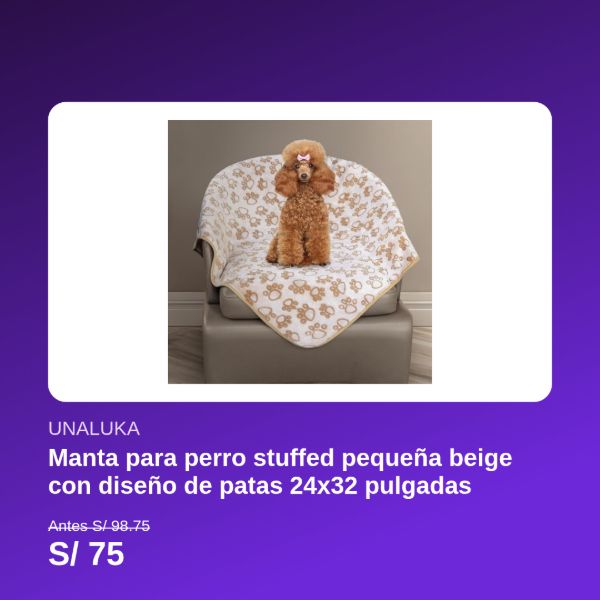 UNALUKA
Manta para perro stuffed pequeña beige
con diseño de patas 24x32 pulgadas
Antes S/ 98.75
S/ 75